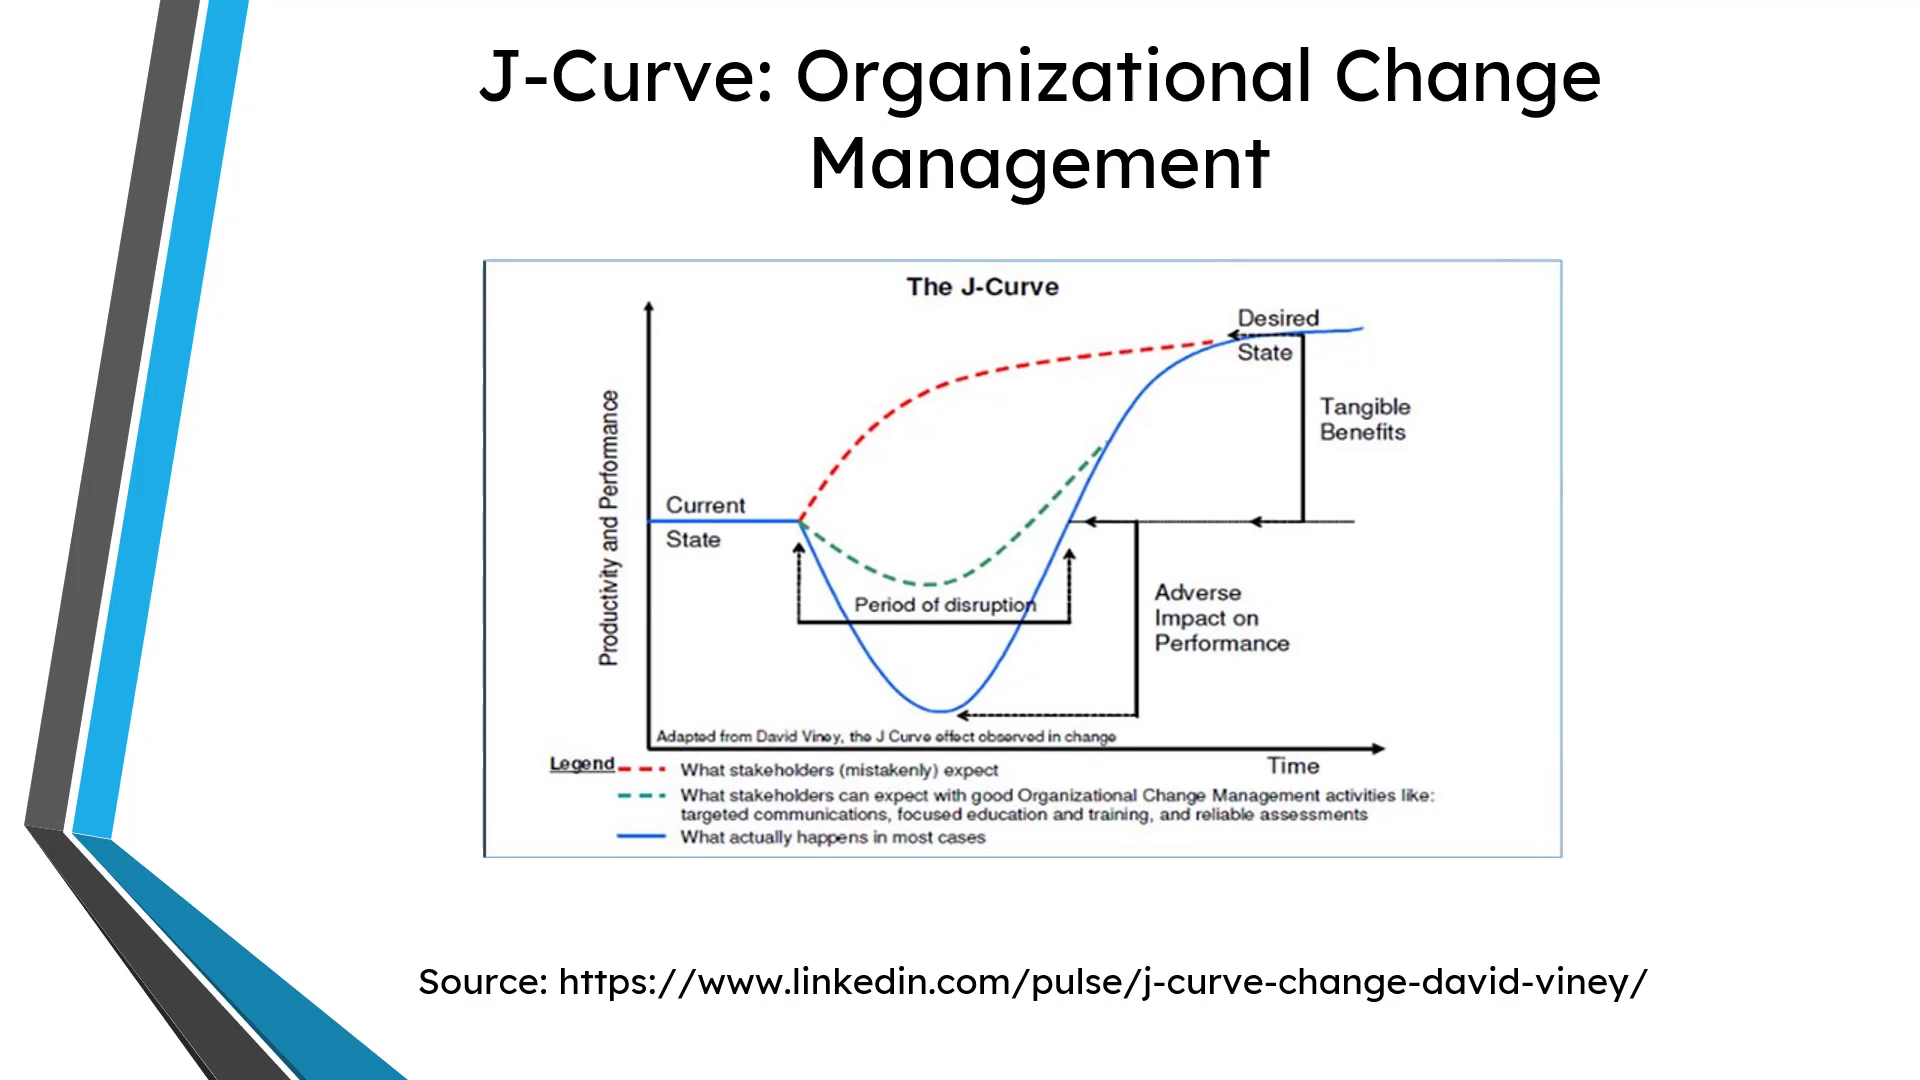 J-Curve: Organizational Change
Management
The J-Curve
Desired
State
Tangible
Benefits
Productivity and Performance
Current
State
Period of disruption
Adverse
Impact on
Performance
Adapted from David Viney, the J Curve effect observed in change
Time
Legend
What stakeholders (mistakenly) expect
What stakeholders can expect with good Organizational Change Management activities like:
targeted communications, focused education and training, and reliable assessments
What actually happens in most cases
Source: https://www.linkedin.com/pulse/j-curve-change-david-viney/